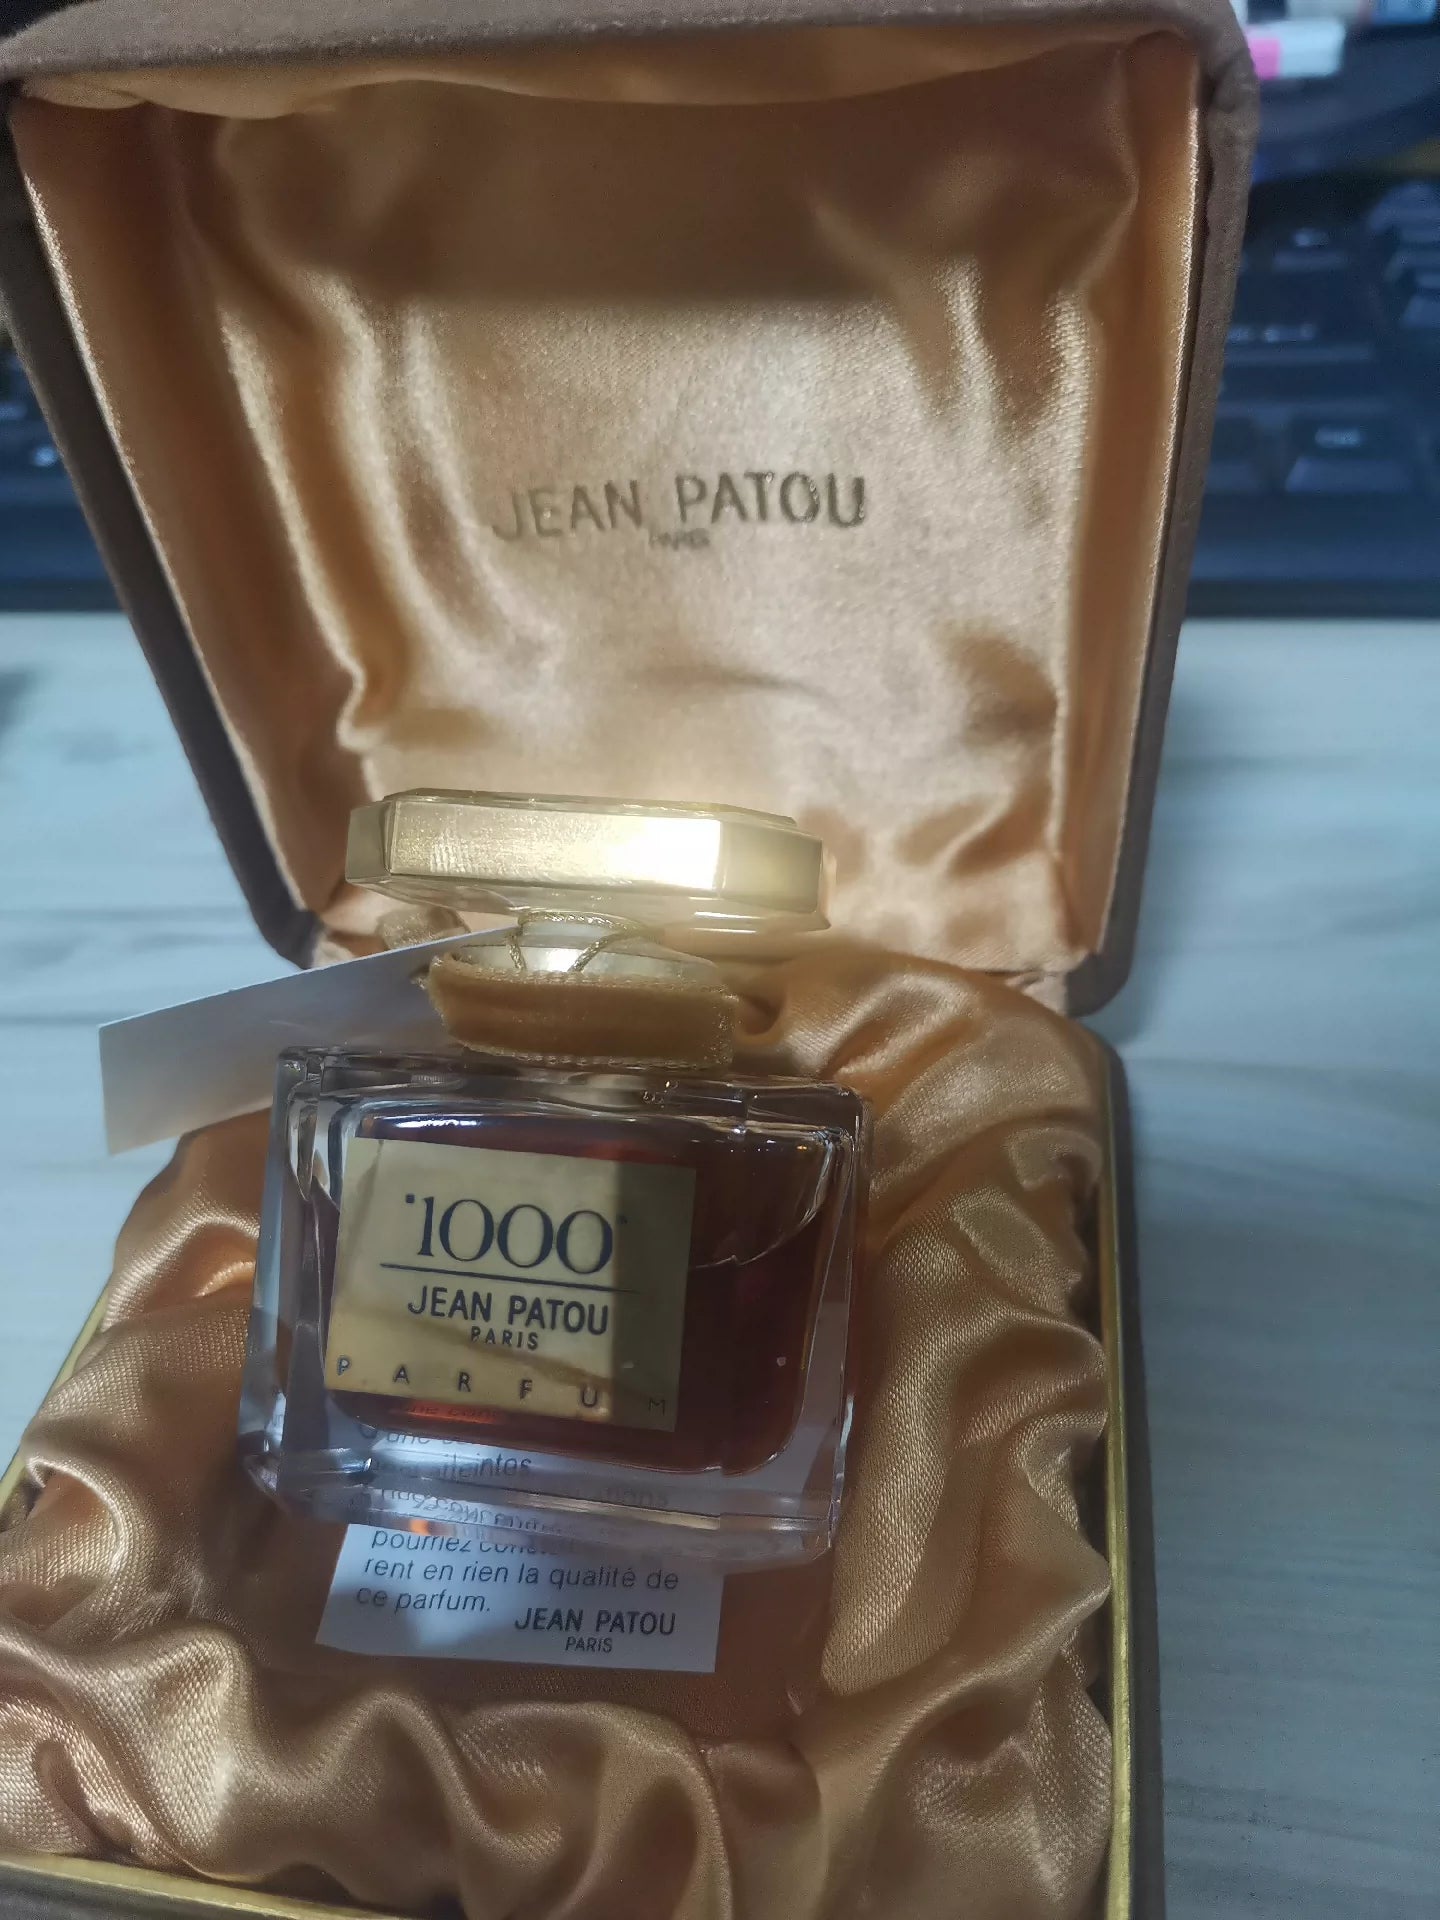 JEAN PATOU
PARIS
"1000"
JEAN PATOU
PARIS
PARFUM
atteintes
pourriez
rent en rien la qualité de
ce parfum.
JEAN PATOU
PARIS